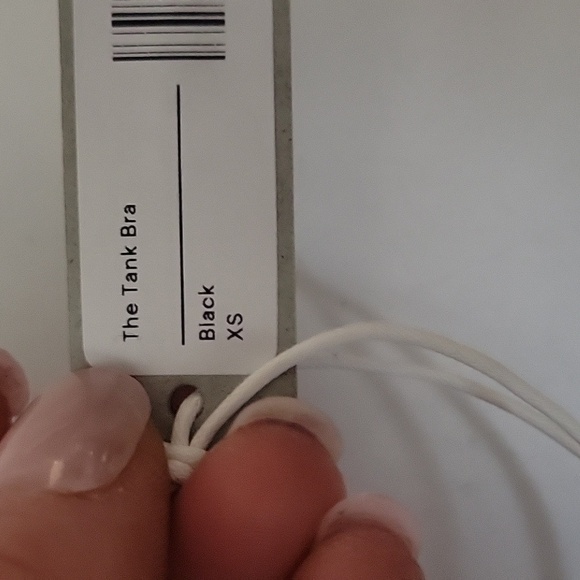 The Tank Bra
Black
XS